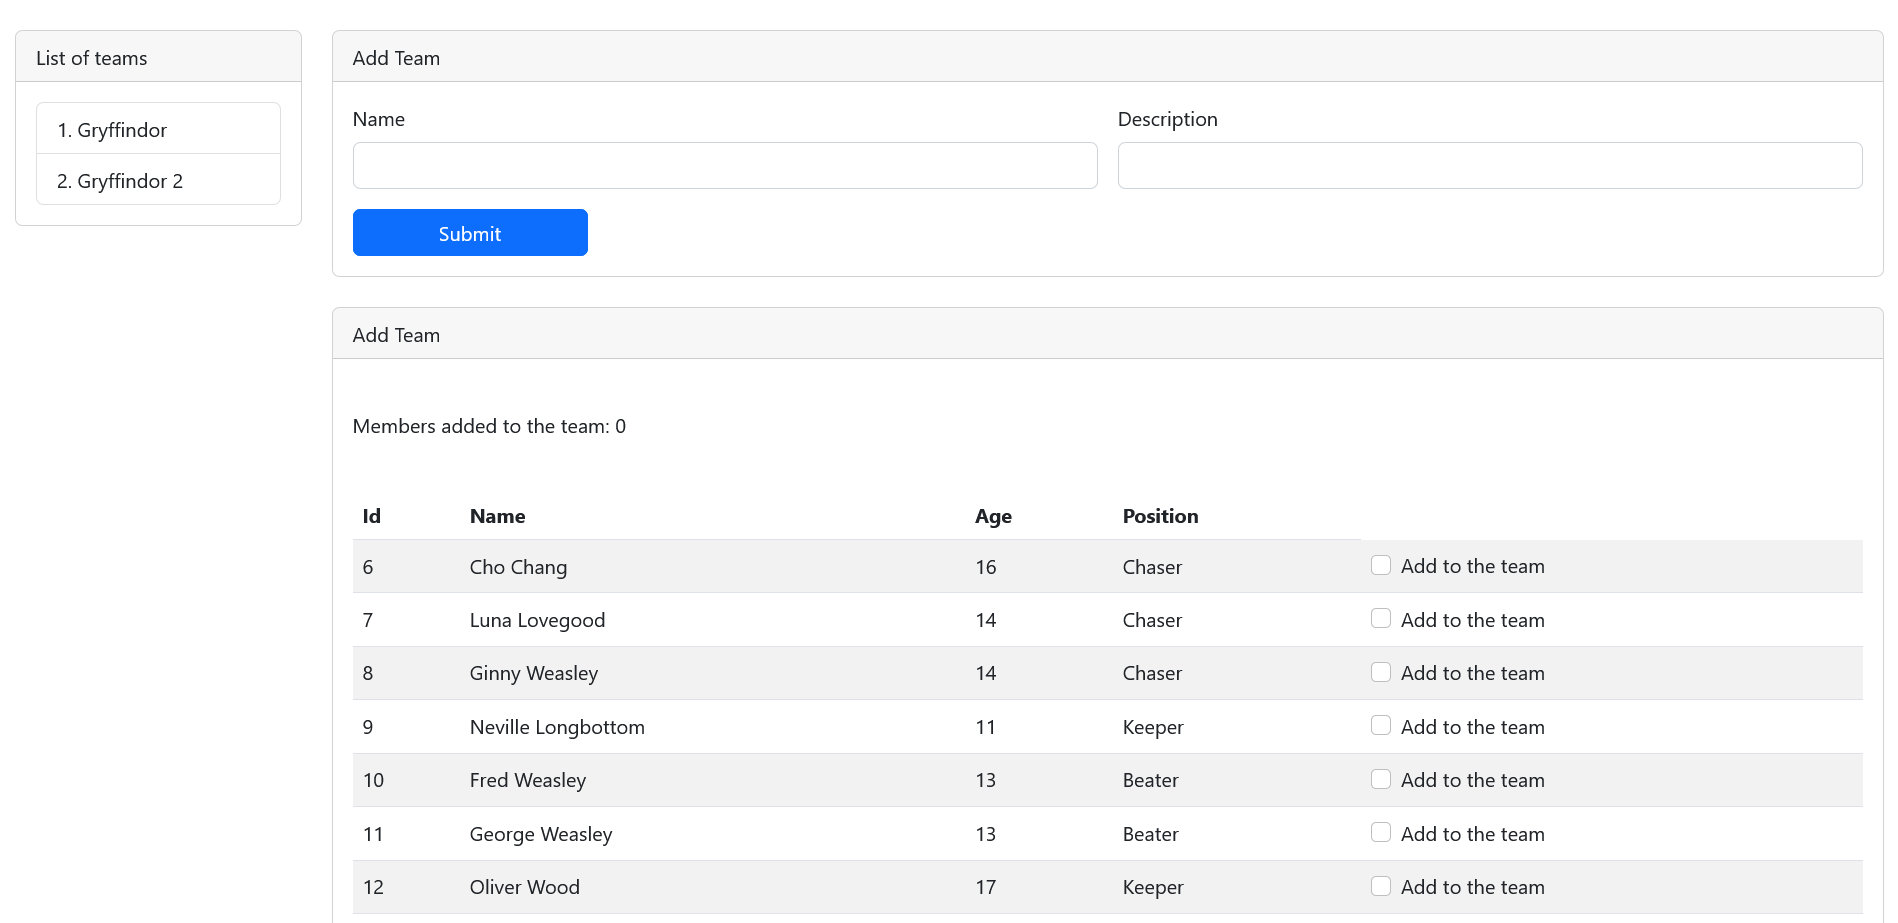 List of teams
1. Gryffindor
2. Gryffindor 2
Add Team
Name Description
Submit
Add Team
Members added to the team: 0
Id Name Age Position
6 Cho Chang 16 Chaser Add to the team
7 Luna Lovegood 14 Chaser Add to the team
8 Ginny Weasley 14 Chaser Add to the team
9 Neville Longbottom 11 Keeper Add to the team
10 Fred Weasley 13 Beater Add to the team
11 George Weasley 13 Beater Add to the team
12 Oliver Wood 17 Keeper Add to the team